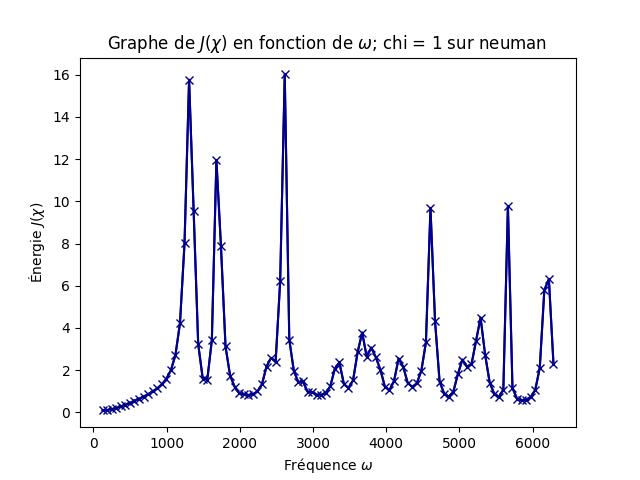 Graphe de J(χ) en fonction de ω; chi = 1 sur neuman
Énergie J(χ)
16
14
12
10
8
6
4
2
0
0 1000 2000 3000 4000 5000 6000
Fréquence ω